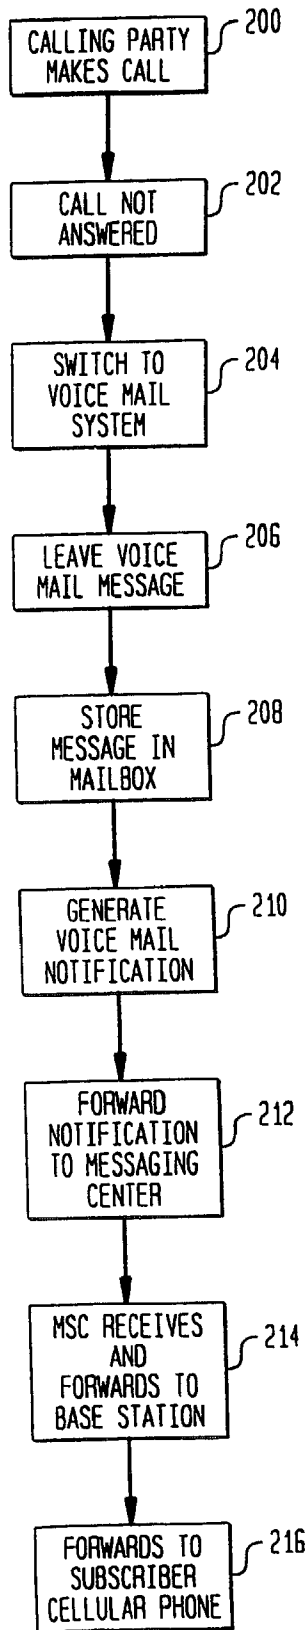 CALLING PARTY
MAKES CALL
200
CALL NOT
ANSWERED
202
SWITCH TO
VOICE MAIL
SYSTEM
204
LEAVE VOICE
MAIL MESSAGE
206
STORE
MESSAGE IN
MAILBOX
208
GENERATE
VOICE MAIL
NOTIFICATION
210
FORWARD
NOTIFICATION
TO MESSAGING
CENTER
212
MSC RECEIVES
AND
FORWARDS TO
BASE STATION
214
FORWARDS TO
SUBSCRIBER
CELLULAR PHONE
216